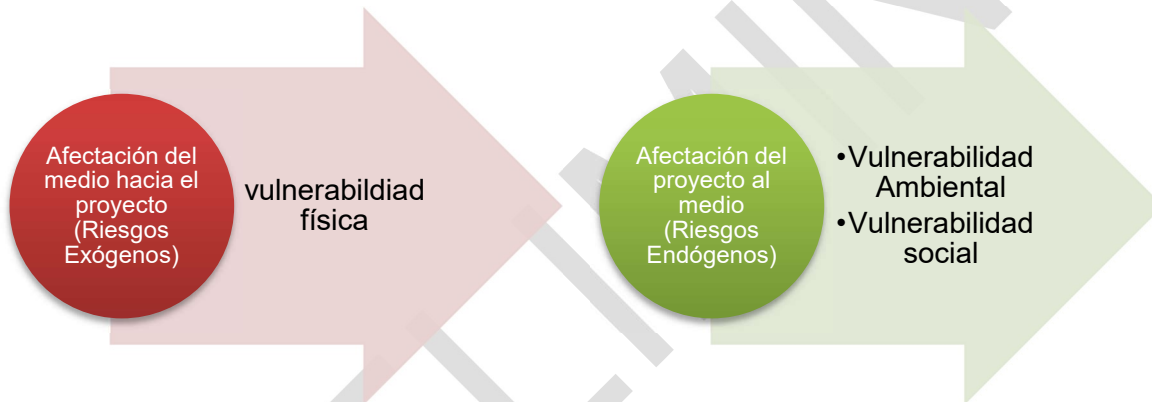 Afectación del
medio hacia el
proyecto
(Riesgos
Exógenos)
vulnerabildiad
física
Afectación del
proyecto al
medio
(Riesgos
Endógenos)
•Vulnerabilidad
Ambiental
•Vulnerabilidad
social